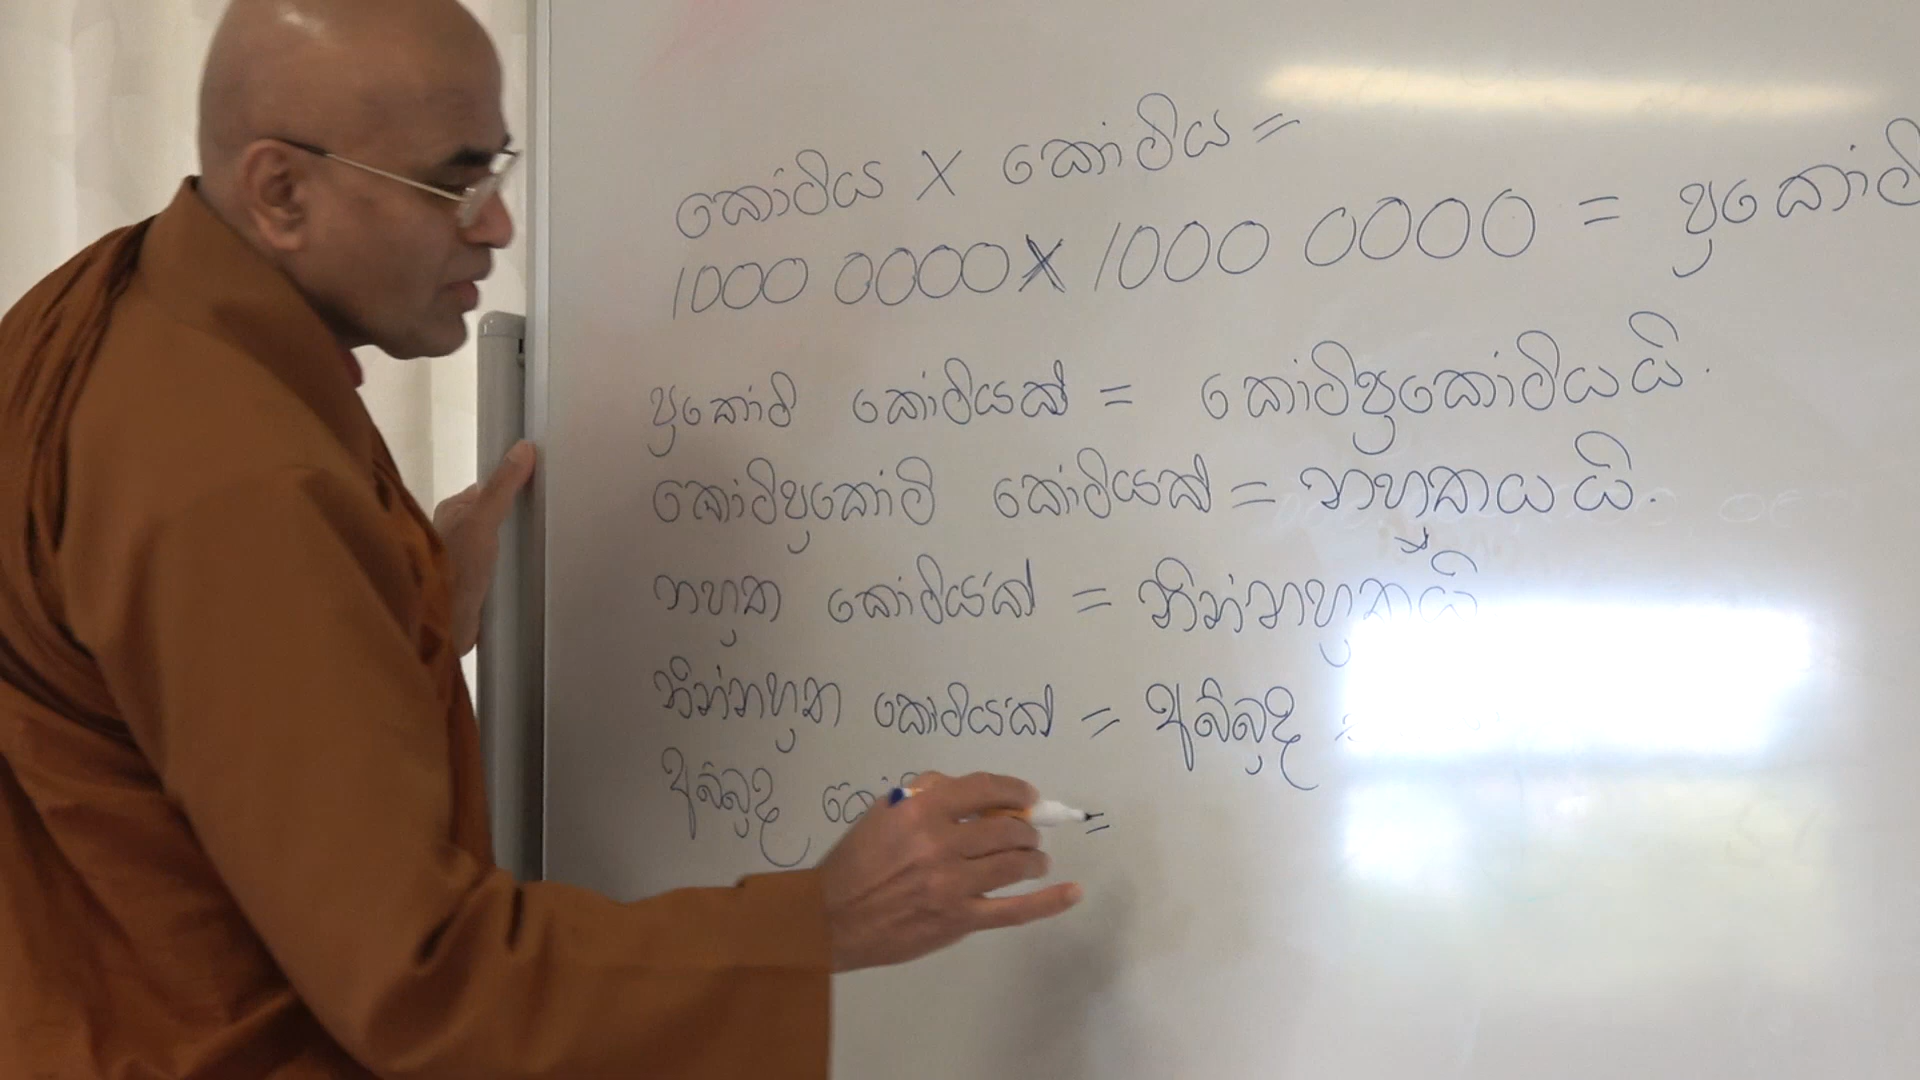 කෝටිය X කෝටිය =
1000 0000 X 1000 0000 = ප්‍රකෝටි
ප්‍රකෝටි කෝටියක් = කෝටිප්‍රකෝටියයි.
කෝටිප්‍රකෝටි කෝටියක් = නහුතයයි.
නහුත කෝටියක් = නින්නහුතයි
නින්නහුත කෝටියක් = අබ්බුද =
අබ්බුද =